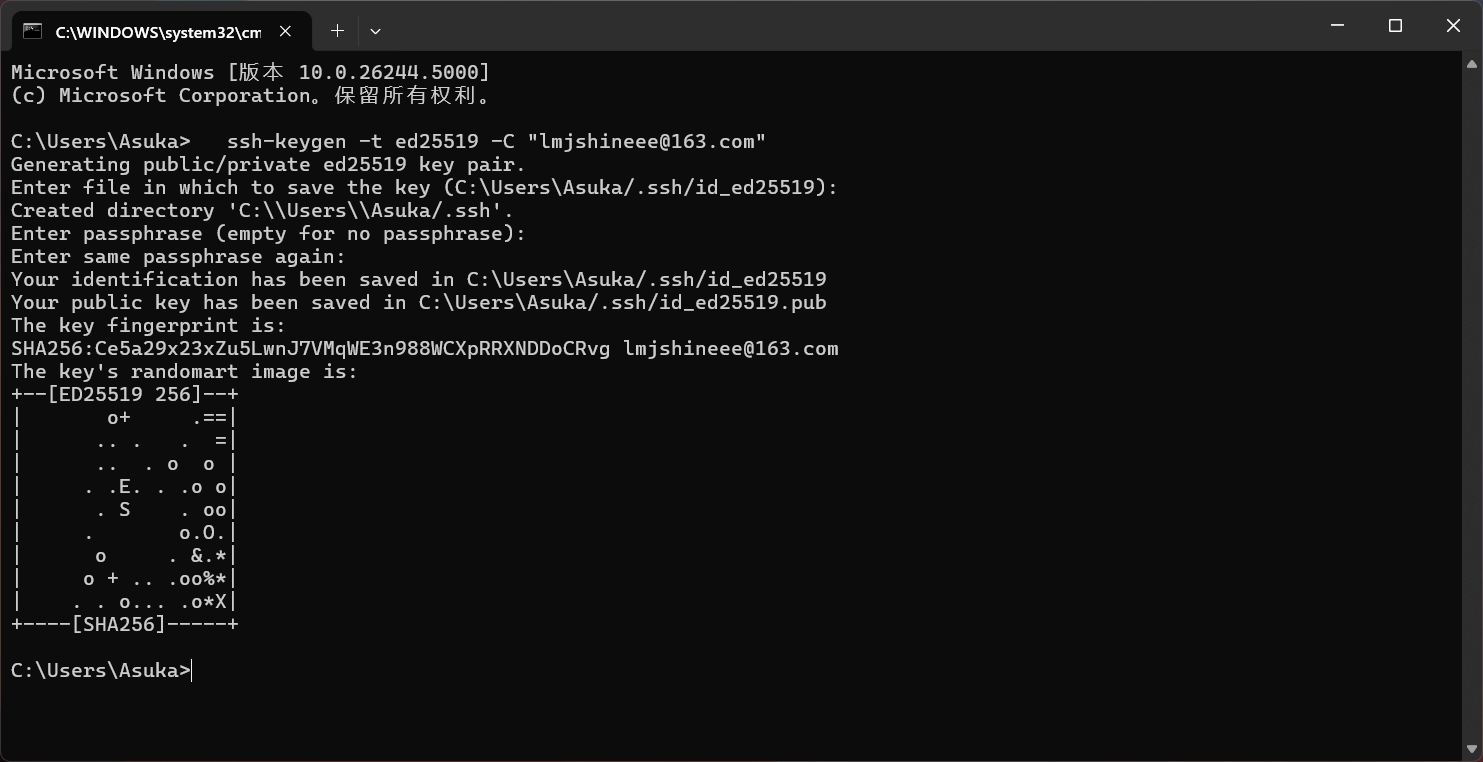 C:\WINDOWS\system32\cm
Microsoft Windows [版本 10.0.26244.5000]
(c) Microsoft Corporation。保留所有权利。

C:\Users\Asuka>   ssh-keygen -t ed25519 -C "lmjshineee@163.com"
Generating public/private ed25519 key pair.
Enter file in which to save the key (C:\Users\Asuka/.ssh/id_ed25519):
Created directory 'C:\\Users\\Asuka/.ssh'.
Enter passphrase (empty for no passphrase):
Enter same passphrase again:
Your identification has been saved in C:\Users\Asuka/.ssh/id_ed25519
Your public key has been saved in C:\Users\Asuka/.ssh/id_ed25519.pub
The key fingerprint is:
SHA256:Ce5a29x23xZu5LwnJ7VMqWE3n988WCXpRRXNDDoCRvg lmjshineee@163.com
The key's randomart image is:
+--[ED25519 256]--+
|       o+     .==|
|      .. .   .  =|
|      ..  . o  o |
|     . .E. . .o o|
|      . S    . oo|
|     .       o.O.|
|      o     . &.*|
|     o + .. .oo%*|
|    . . o... .o*X|
+----[SHA256]-----+

C:\Users\Asuka>